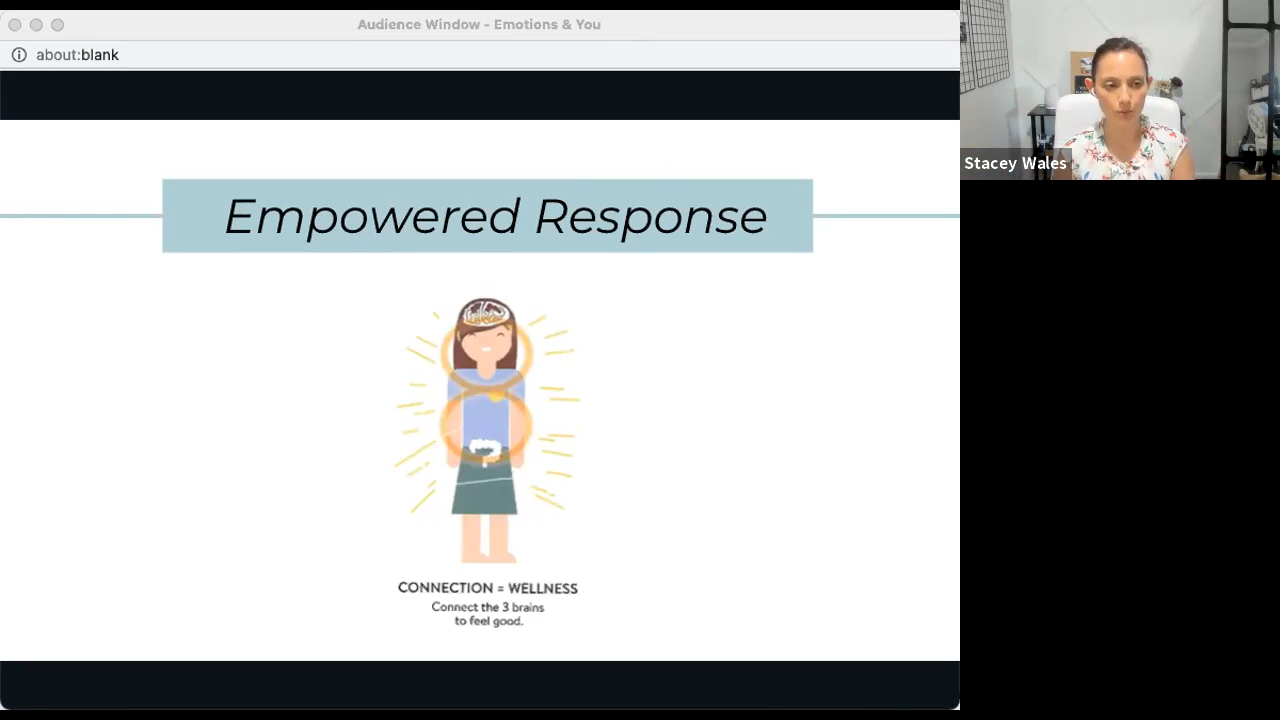 Audience Window - Emotions & You
about:blank
Stacey Wales
Empowered Response
CONNECTION = WELLNESS
Connect the 3 brains
to feel good.